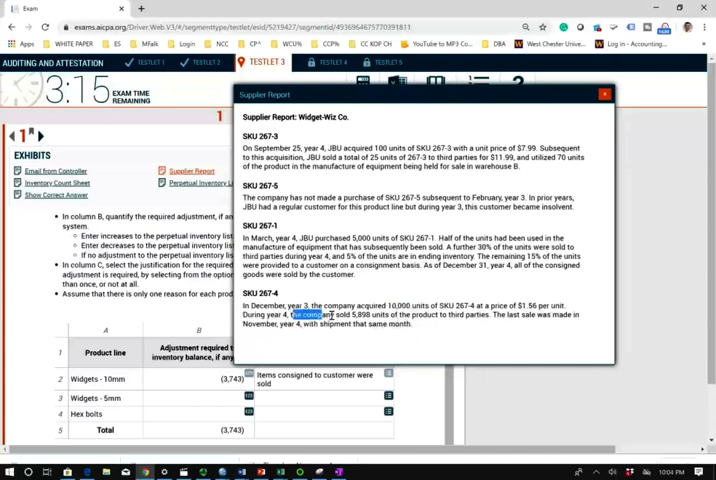 Exam
exams.aicpa.org/Driver.Web.V3/#/segmenttype/testlet/esid/5219427/segmentid/4936964675770391811
Apps WHITE PAPER ES MFalk Login NCC CP^ WCU% CCP% CC KOP CH YouTube to MP3 Co... DBA West Chester Unive... Log in - Accounting...
AUDITING AND ATTESTATION TESTLET 1 TESTLET 2 TESTLET 3 TESTLET 4 TESTLET 5
3:15 EXAM TIME
REMAINING
1
1
EXHIBITS
Email from Controller Supplier Report
Inventory Count Sheet Perpetual Inventory L
Show Correct Answer
• In column B, quantify the required adjustment, if an
Enter increases to the perpetual inventory lis
Enter decreases to the perpetual inventory lis
If no adjustment is required to the perpetual
• In column C, select the justification for the required
adjustment is required, by selecting from the option
than once, or not at all.
• Assume that there is only one reason for each prod
A B
1 Product line Adjustment required t
inventory balance, if any
2 Widgets - 10mm (3,743) Items consigned to customer were
sold
3 Widgets - 5mm
4 Hex bolts
5 Total (3,743)
Supplier Report
Supplier Report: Widget-Wiz Co.
SKU 267-3
On September 25, year 4, JBU acquired 100 units of SKU 267-3 with a unit price of $7.99. Subsequent
to this acquisition, JBU sold a total of 25 units of 267-3 to third parties for $11.99, and utilized 70 units
of the product in the manufacture of equipment being held for sale in warehouse B.
SKU 267-5
The company has not made a purchase of SKU 267-5 subsequent to February, year 3. In prior years,
JBU had a regular customer for this product line but during year 3, this customer became insolvent.
SKU 267-1
In March, year 4, JBU purchased 5,000 units of SKU 267-1. Half of the units had been used in the
manufacture of equipment that has subsequently been sold. A further 30% of the units were sold to
third parties during year 4, and 5% of the units are in ending inventory. The remaining 15% of the units
were provided to a customer on a consignment basis. As of December 31, year 4, all of the consigned
goods were sold by the customer.
SKU 267-4
In December, year 3, the company acquired 10,000 units of SKU 267-4 at a price of $1.56 per unit.
During year 4, the company sold 5,898 units of the product to third parties. The last sale was made in
November, year 4, with shipment that same month.
10:04 PM